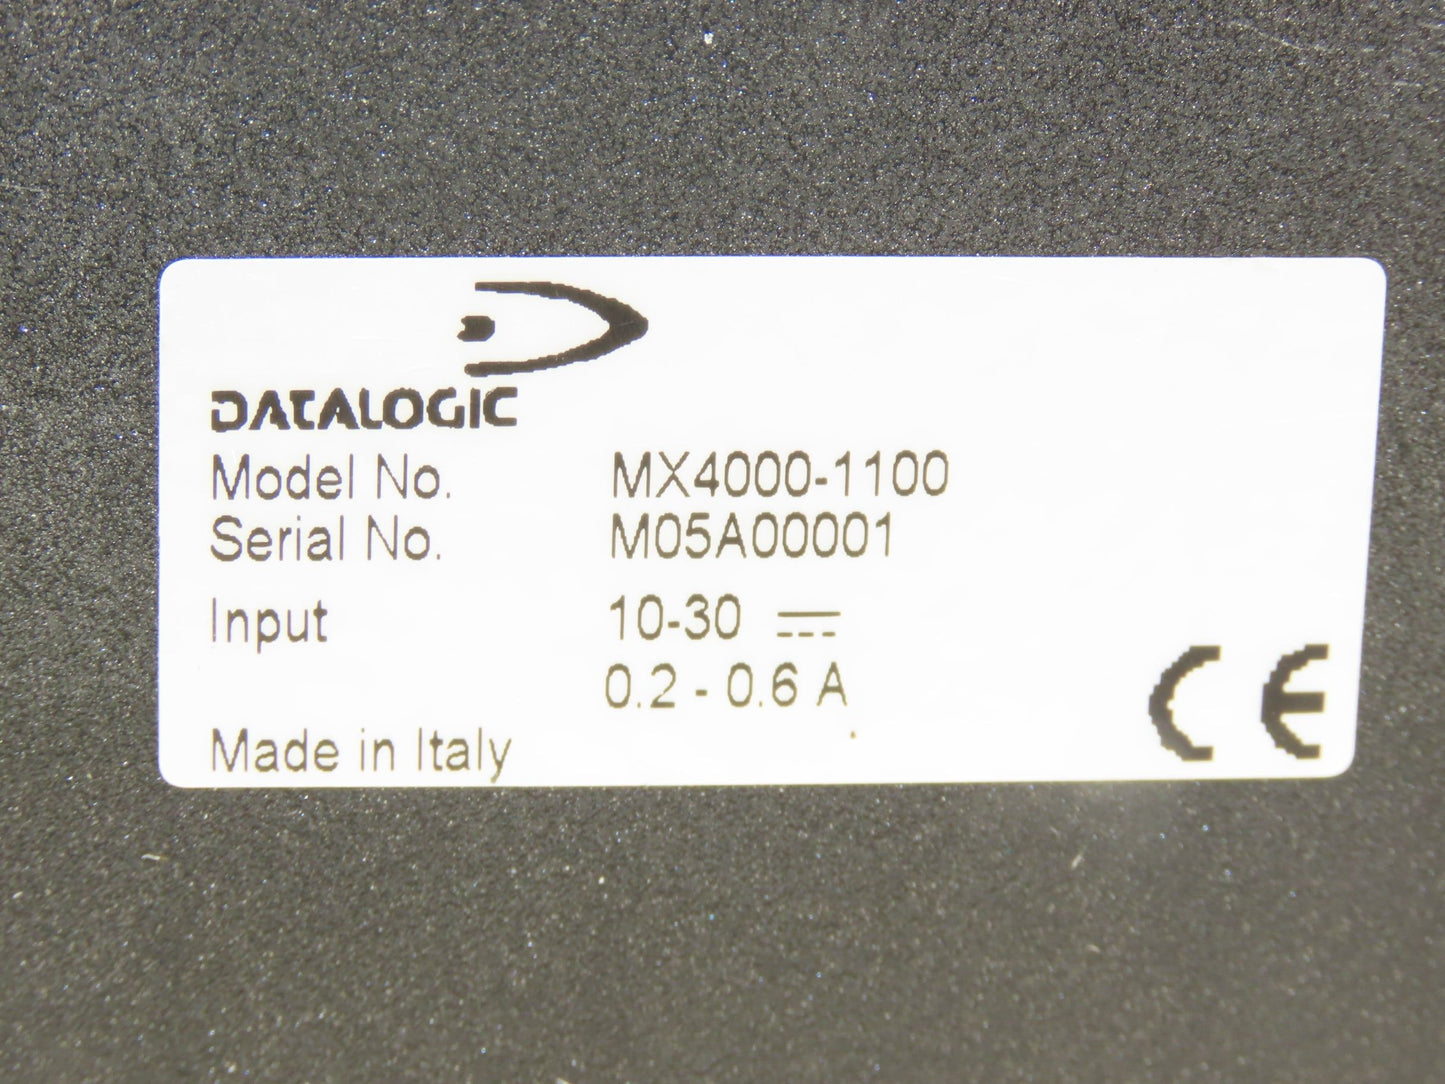 DATALOGIC
Model No. MX4000-1100
Serial No. M05A00001
Input 10-30 ⎓
0.2 - 0.6 A
Made in Italy
CE